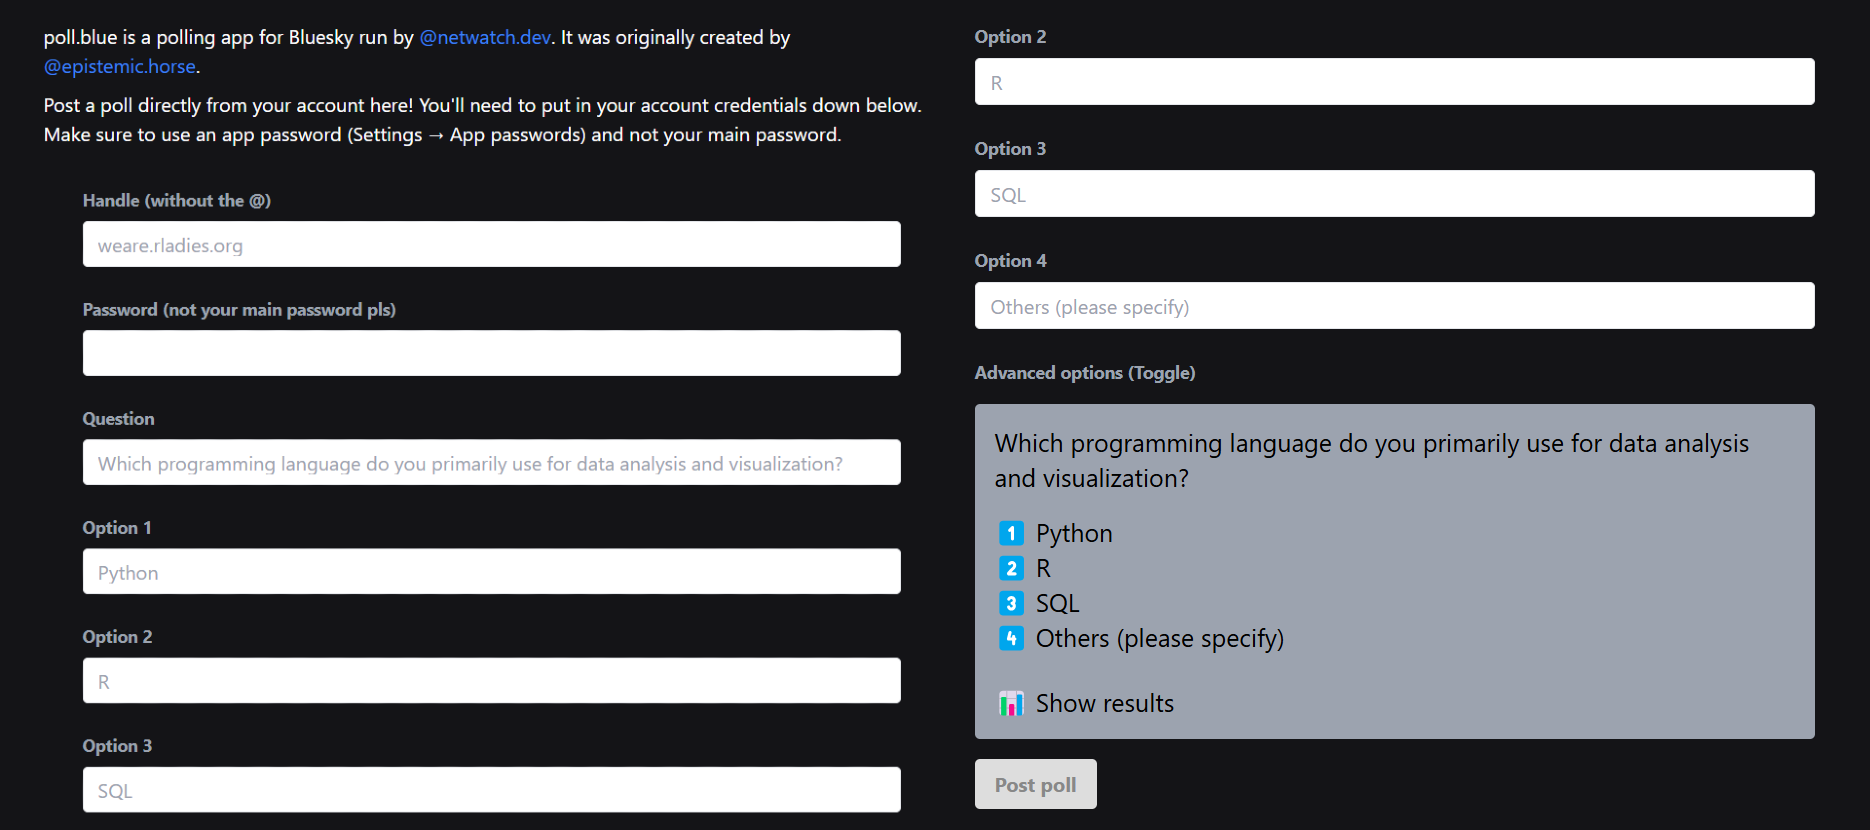 poll.blue is a polling app for Bluesky run by @netwatch.dev. It was originally created by
@epistemic.horse.
Post a poll directly from your account here! You'll need to put in your account credentials down below.
Make sure to use an app password (Settings → App passwords) and not your main password.
Handle (without the @)
weare.rladies.org
Password (not your main password pls)
Question
Which programming language do you primarily use for data analysis and visualization?
Option 1
Python
Option 2
R
Option 3
SQL
Option 2
R
Option 3
SQL
Option 4
Others (please specify)
Advanced options (Toggle)
Which programming language do you primarily use for data analysis
and visualization?
1 Python
2 R
3 SQL
4 Others (please specify)
Show results
Post poll